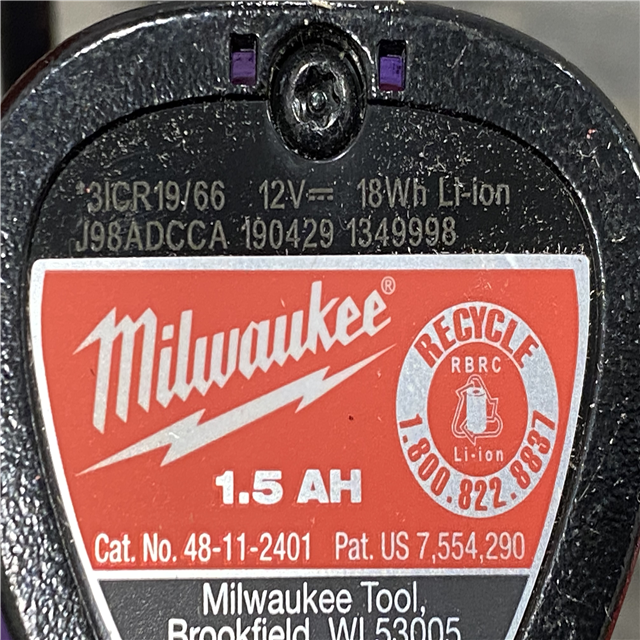 *3ICR19/66 12V⎓ 18Wh Li-ion
J98ADCCA 190429 1349998
Milwaukee®
RECYCLE
RBRC
Li-ion
1.800.822.8837
1.5 AH
Cat. No. 48-11-2401 Pat. US 7,554,290
Milwaukee Tool,
Brookfield, WI 53005